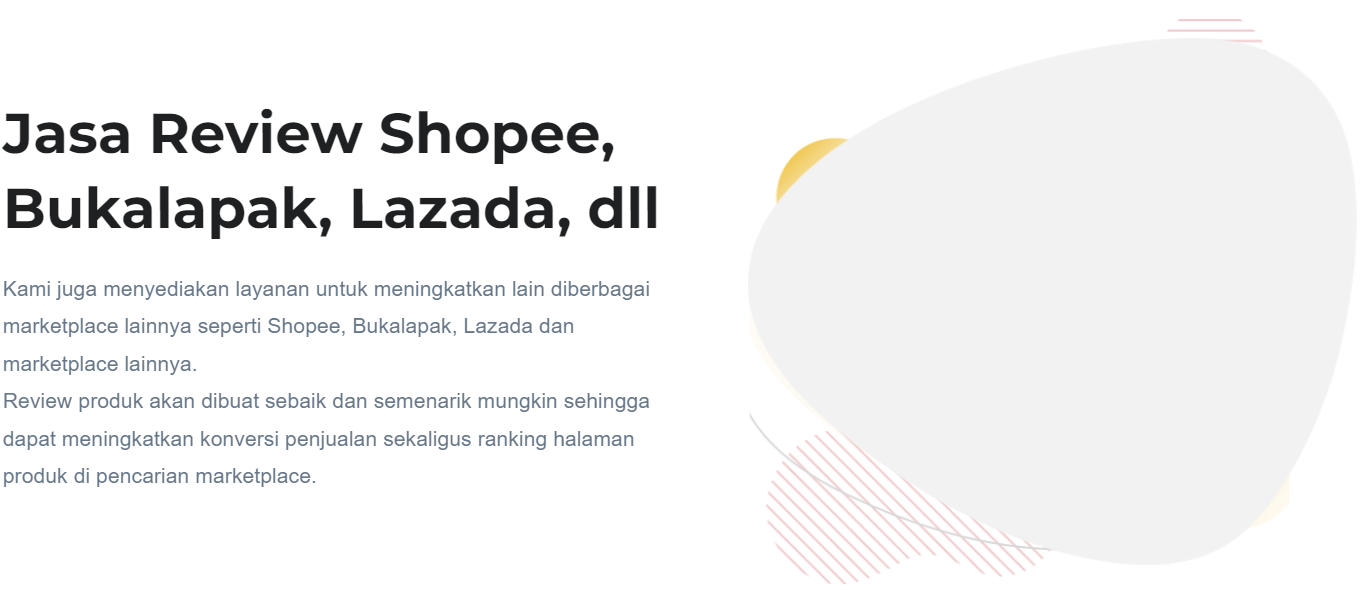 Jasa Review Shopee,
Bukalapak, Lazada, dll
Kami juga menyediakan layanan untuk meningkatkan lain diberbagai
marketplace lainnya seperti Shopee, Bukalapak, Lazada dan
marketplace lainnya.
Review produk akan dibuat sebaik dan semenarik mungkin sehingga
dapat meningkatkan konversi penjualan sekaligus ranking halaman
produk di pencarian marketplace.